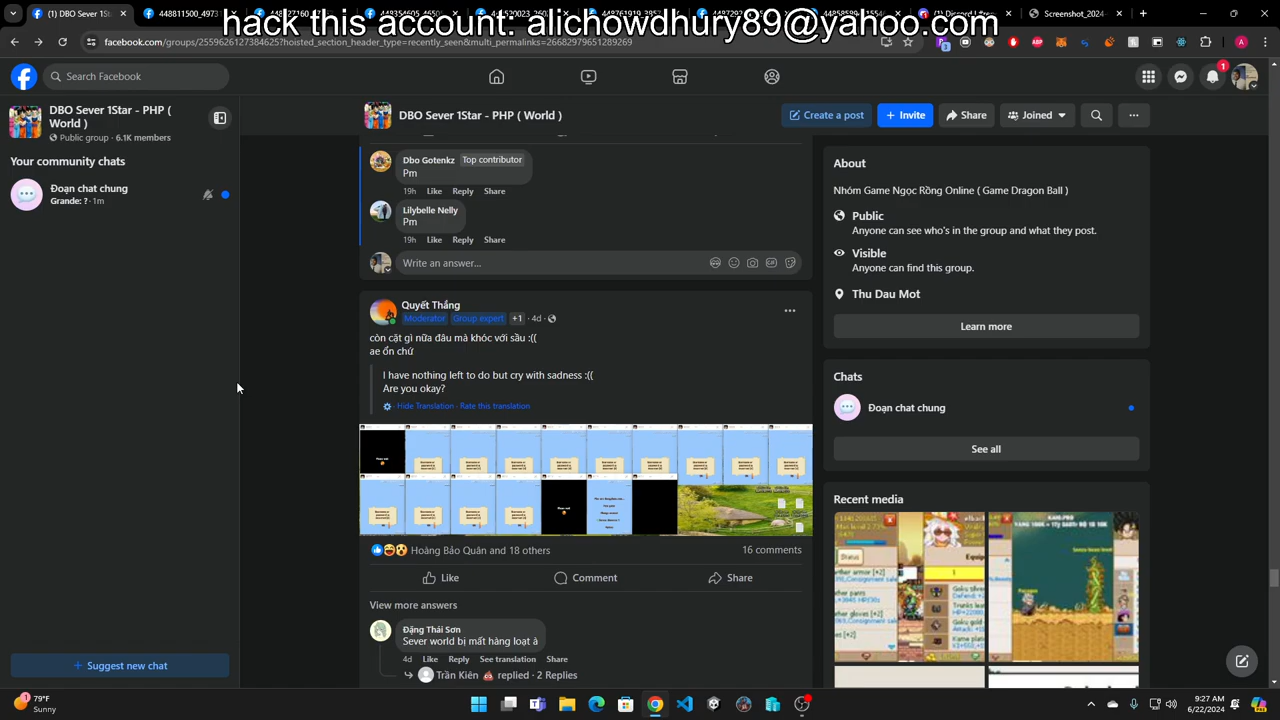 (1) DBO Sever 1Star
448811500_4973
Screenshot_2024-
hack this account: alichowdhury89@yahoo.com
facebook.com/groups/2559626127384625?hoisted_section_header_type=recently_seen&multi_permalinks=26682979651289269
Search Facebook
1
DBO Sever 1Star - PHP (
World )
Public group · 6.1K members
Your community chats
Đoạn chat chung
Grande: ? · 1m
Suggest new chat
DBO Sever 1Star - PHP ( World )
Create a post
Invite
Share
Joined
Dbo Gotenkz Top contributor
Pm
19h Like Reply Share
Lilybelle Nelly
Pm
19h Like Reply Share
Write an answer...
Quyết Thắng
Moderator Group expert +1 · 4d ·
còn cặt gì nữa đâu mà khóc với sầu :((
ae ổn chứ
I have nothing left to do but cry with sadness :((
Are you okay?
Hide Translation · Rate this translation
Hoàng Bảo Quân and 18 others
16 comments
Like
Comment
Share
View more answers
Đặng Thái Sơn
Sever world bị mất hàng loạt à
4d Like Reply See translation Share
Trần Kiên replied · 2 Replies
About
Nhóm Game Ngọc Rồng Online ( Game Dragon Ball )
Public
Anyone can see who's in the group and what they post.
Visible
Anyone can find this group.
Thu Dau Mot
Learn more
Chats
Đoạn chat chung
See all
Recent media
Status
79°F
Sunny
9:27 AM
6/22/2024